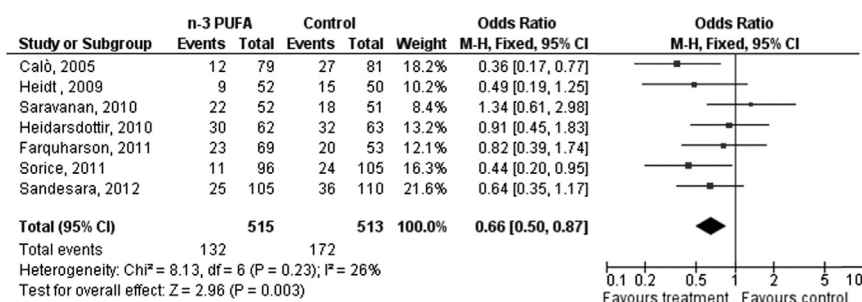 n-3 PUFA Control Odds Ratio Odds Ratio
Study or Subgroup Events Total Events Total Weight M-H, Fixed, 95% CI M-H, Fixed, 95% CI
Calò, 2005 12 79 27 81 18.2% 0.36 [0.17, 0.77]
Heidt, 2009 9 52 15 50 10.2% 0.49 [0.19, 1.25]
Saravanan, 2010 22 52 18 51 8.4% 1.34 [0.61, 2.98]
Heidarsdottir, 2010 30 62 32 63 13.2% 0.91 [0.45, 1.83]
Farquharson, 2011 23 69 20 53 12.1% 0.82 [0.39, 1.74]
Sorice, 2011 11 96 24 105 16.3% 0.44 [0.20, 0.95]
Sandesara, 2012 25 105 36 110 21.6% 0.64 [0.35, 1.17]
Total (95% CI) 515 513 100.0% 0.66 [0.50, 0.87]
Total events 132 172
Heterogeneity: Chi² = 8.13, df = 6 (P = 0.23); I² = 26%
Test for overall effect: Z = 2.96 (P = 0.003)
0.1 0.2 1 2 5 10
Favours treatment Favours control